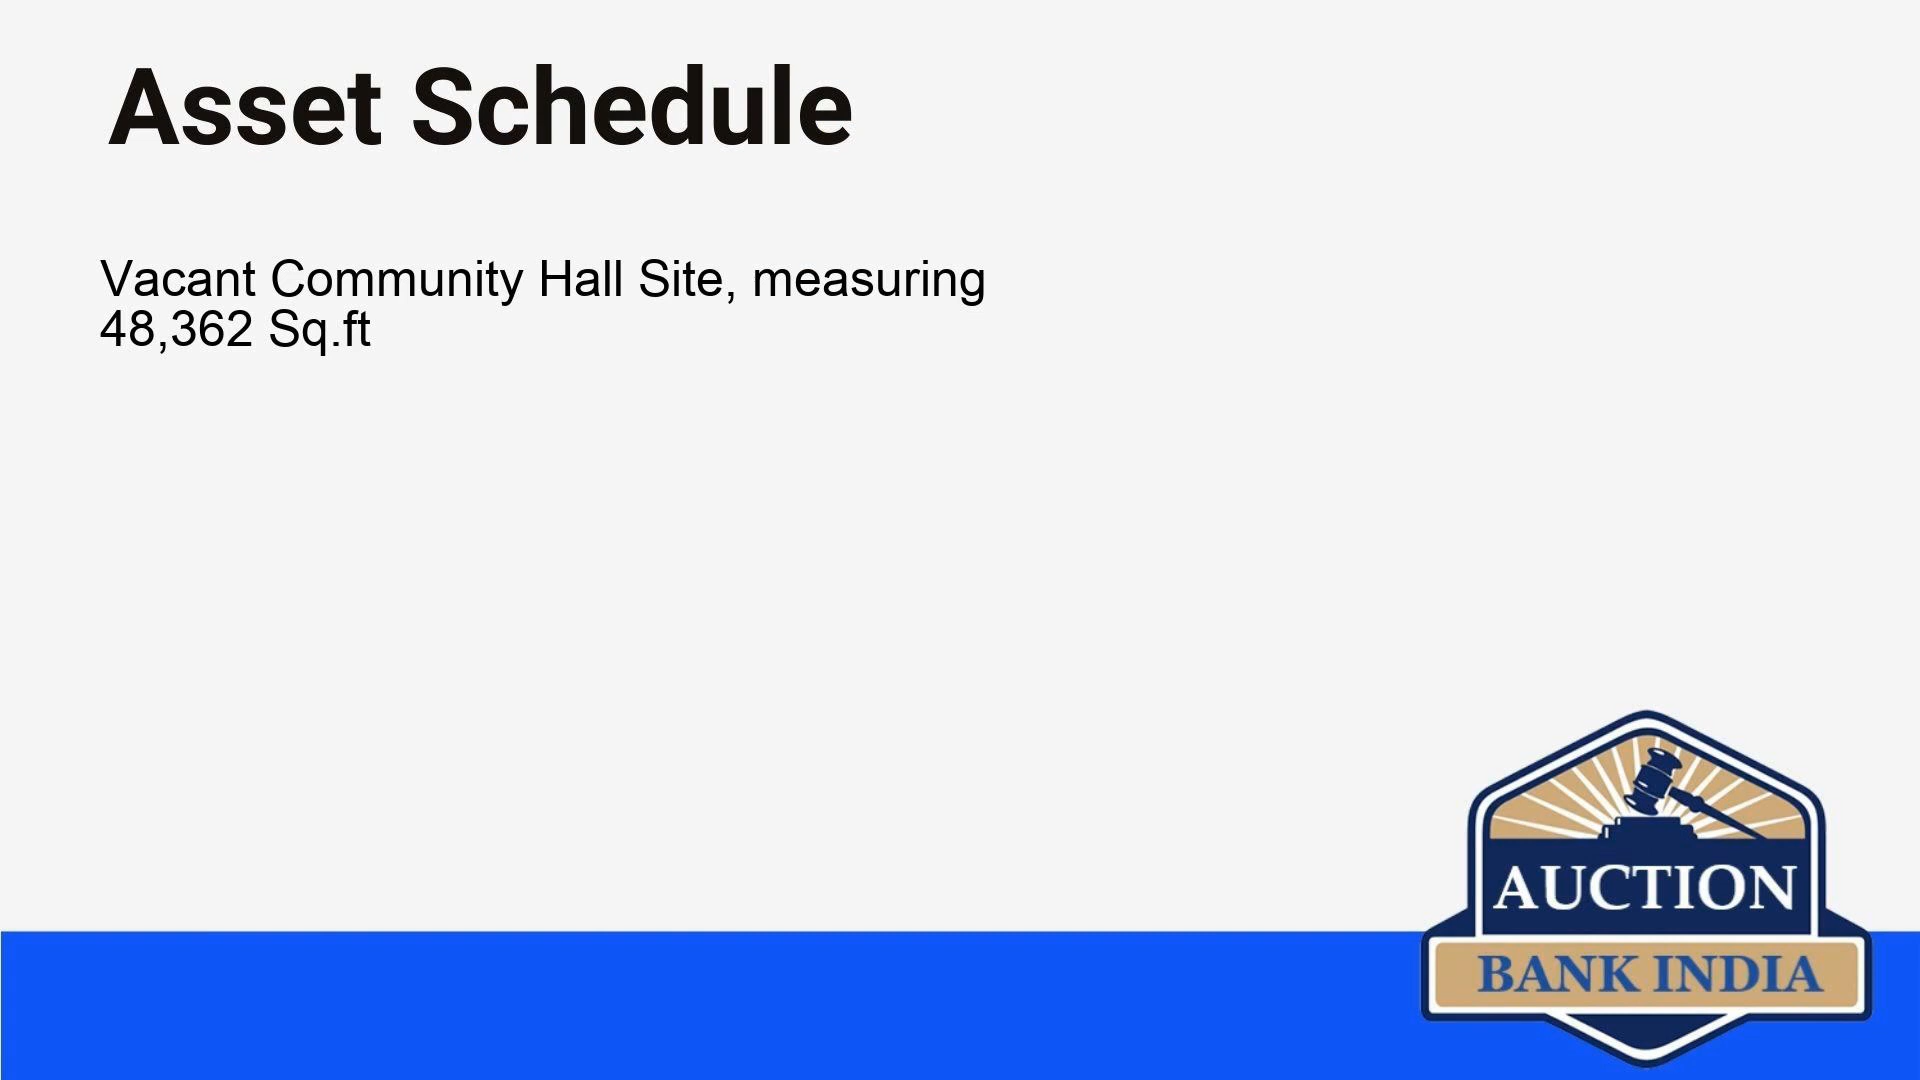 Asset Schedule
Vacant Community Hall Site, measuring
48,362 Sq.ft
AUCTION
BANK INDIA